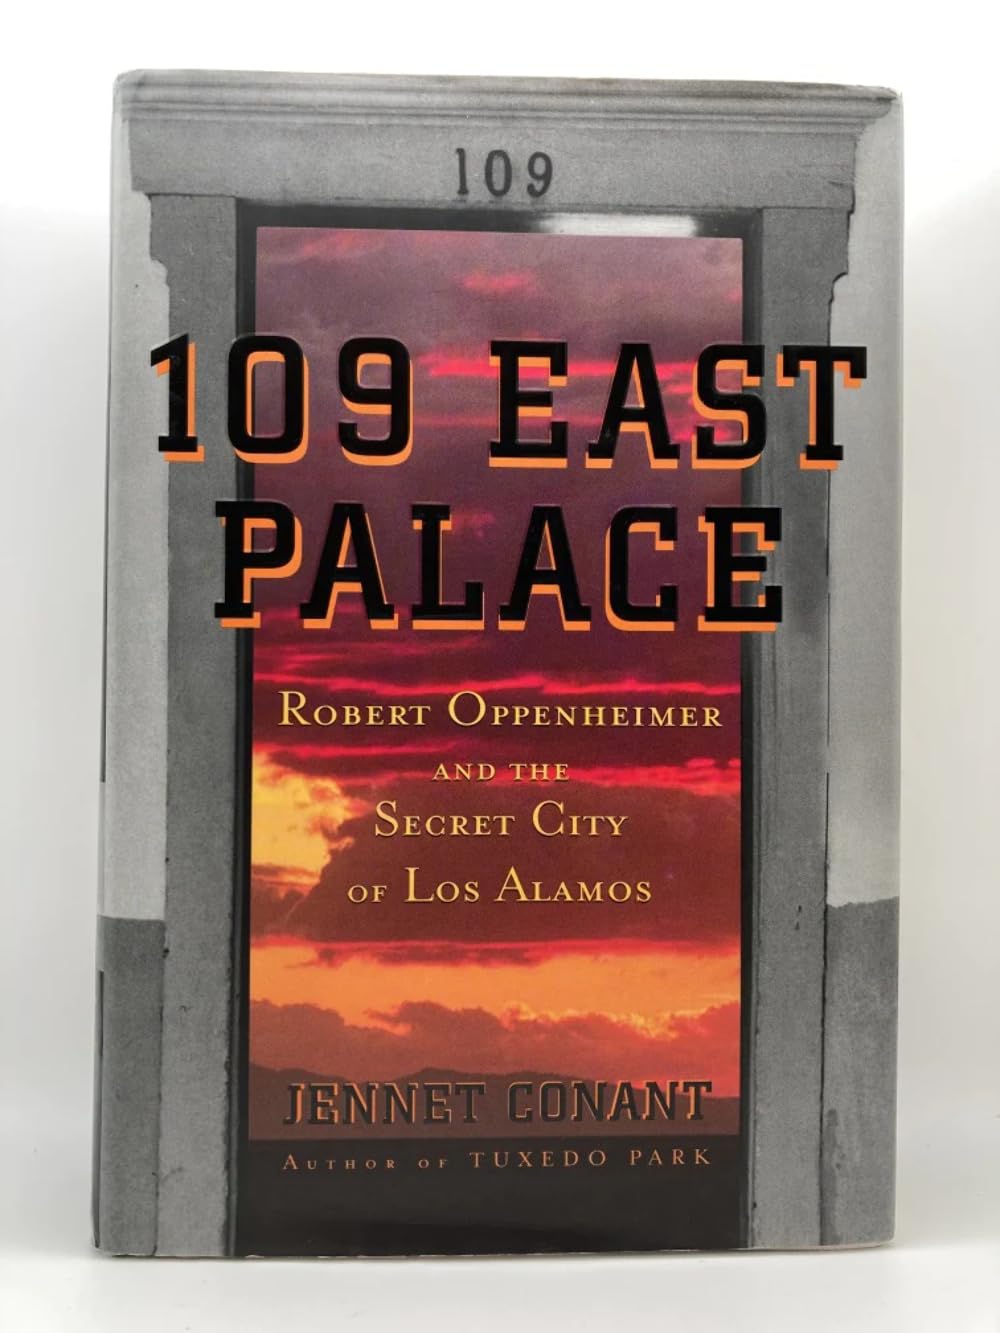 109
109 EAST
PALACE
ROBERT OPPENHEIMER
AND THE
SECRET CITY
OF LOS ALAMOS
JENNET CONANT
AUTHOR OF TUXEDO PARK